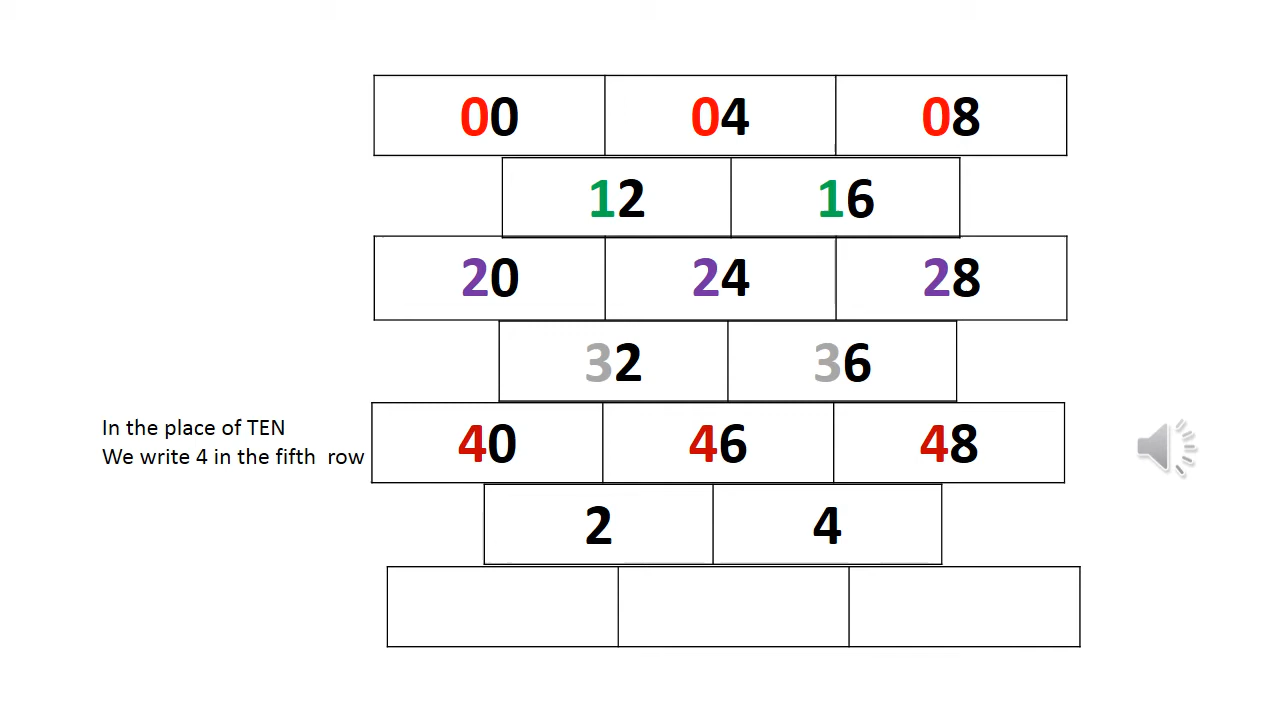 00 04 08
12 16
20 24 28
32 36
In the place of TEN
We write 4 in the fifth row
40 46 48
2 4